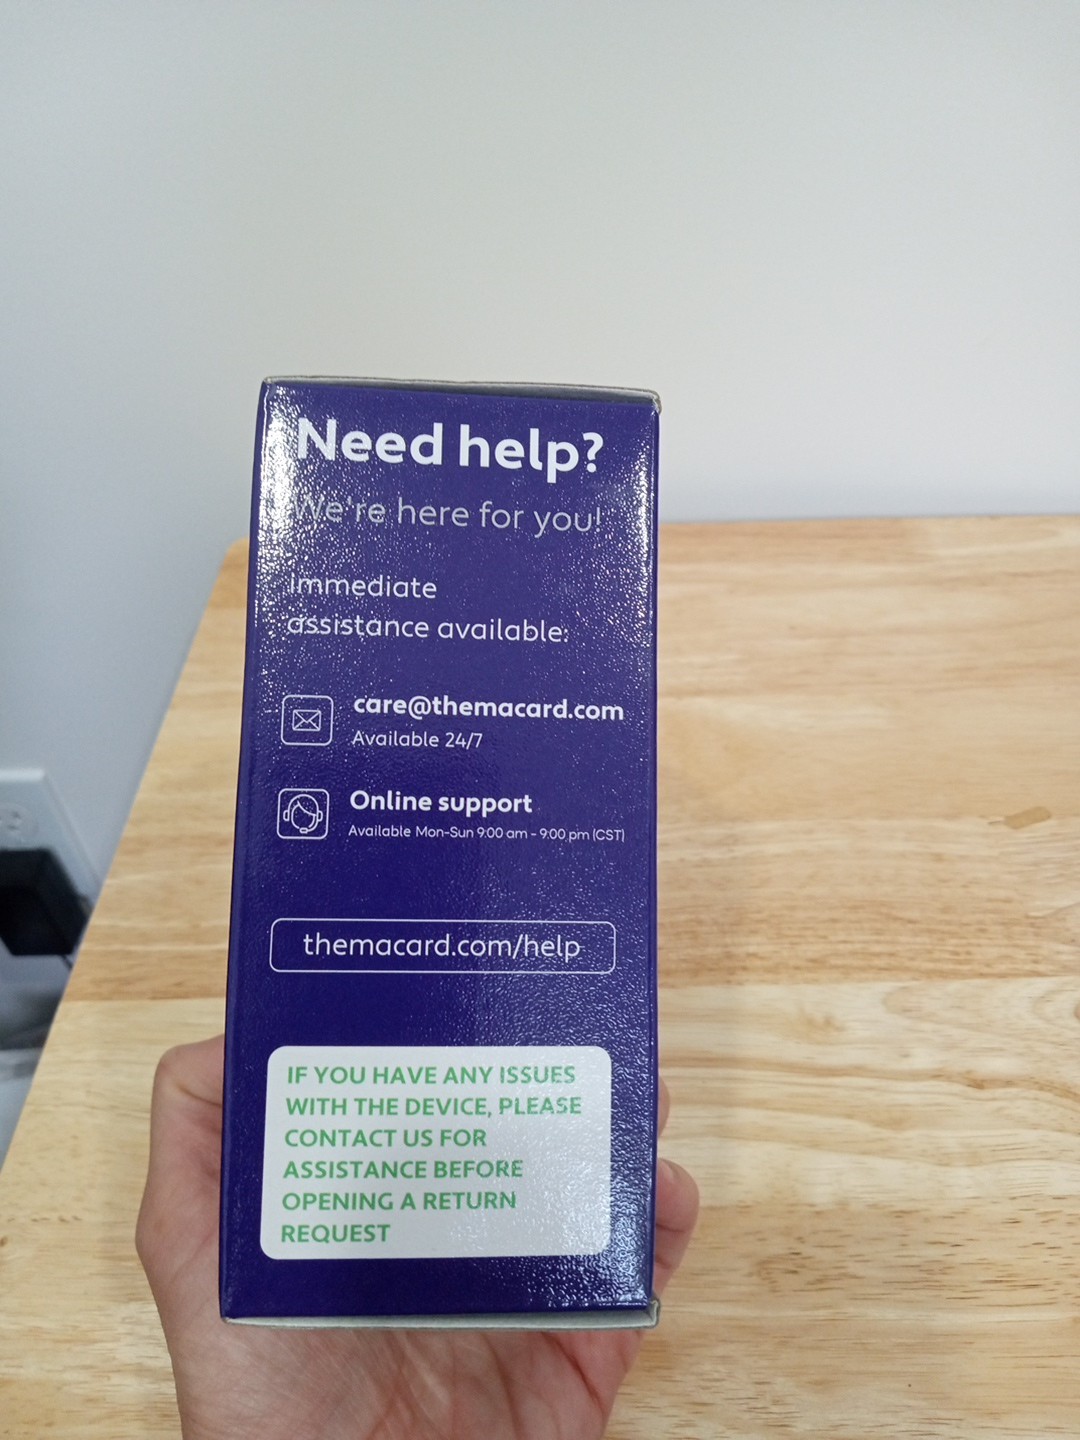 Need help?
We're here for you!
Immediate
assistance available:
care@themacard.com
Available 24/7
Online support
Available Mon-Sun 9:00 am - 9:00 pm (CST)
themacard.com/help
IF YOU HAVE ANY ISSUES
WITH THE DEVICE, PLEASE
CONTACT US FOR
ASSISTANCE BEFORE
OPENING A RETURN
REQUEST